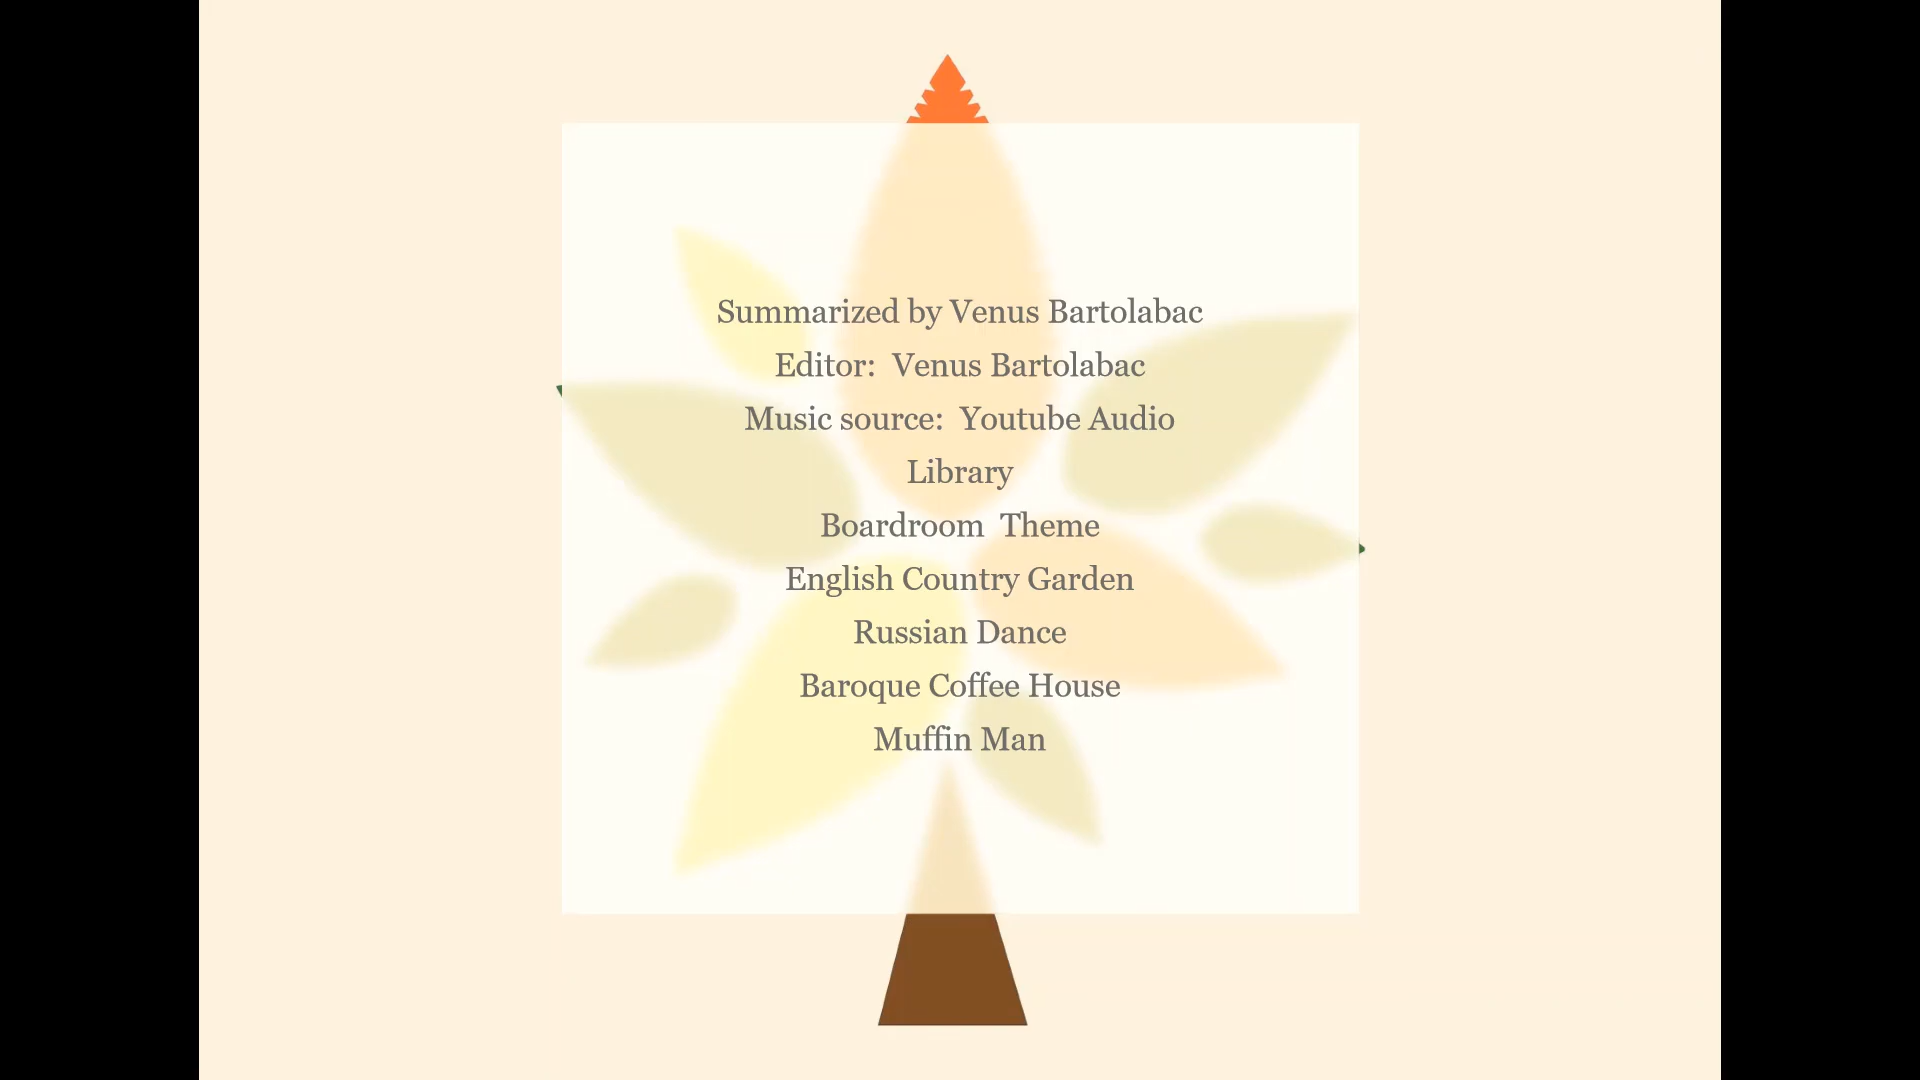 Summarized by Venus Bartolabac
Editor:  Venus Bartolabac
Music source:  Youtube Audio
Library
Boardroom  Theme
English Country Garden
Russian Dance
Baroque Coffee House
Muffin Man